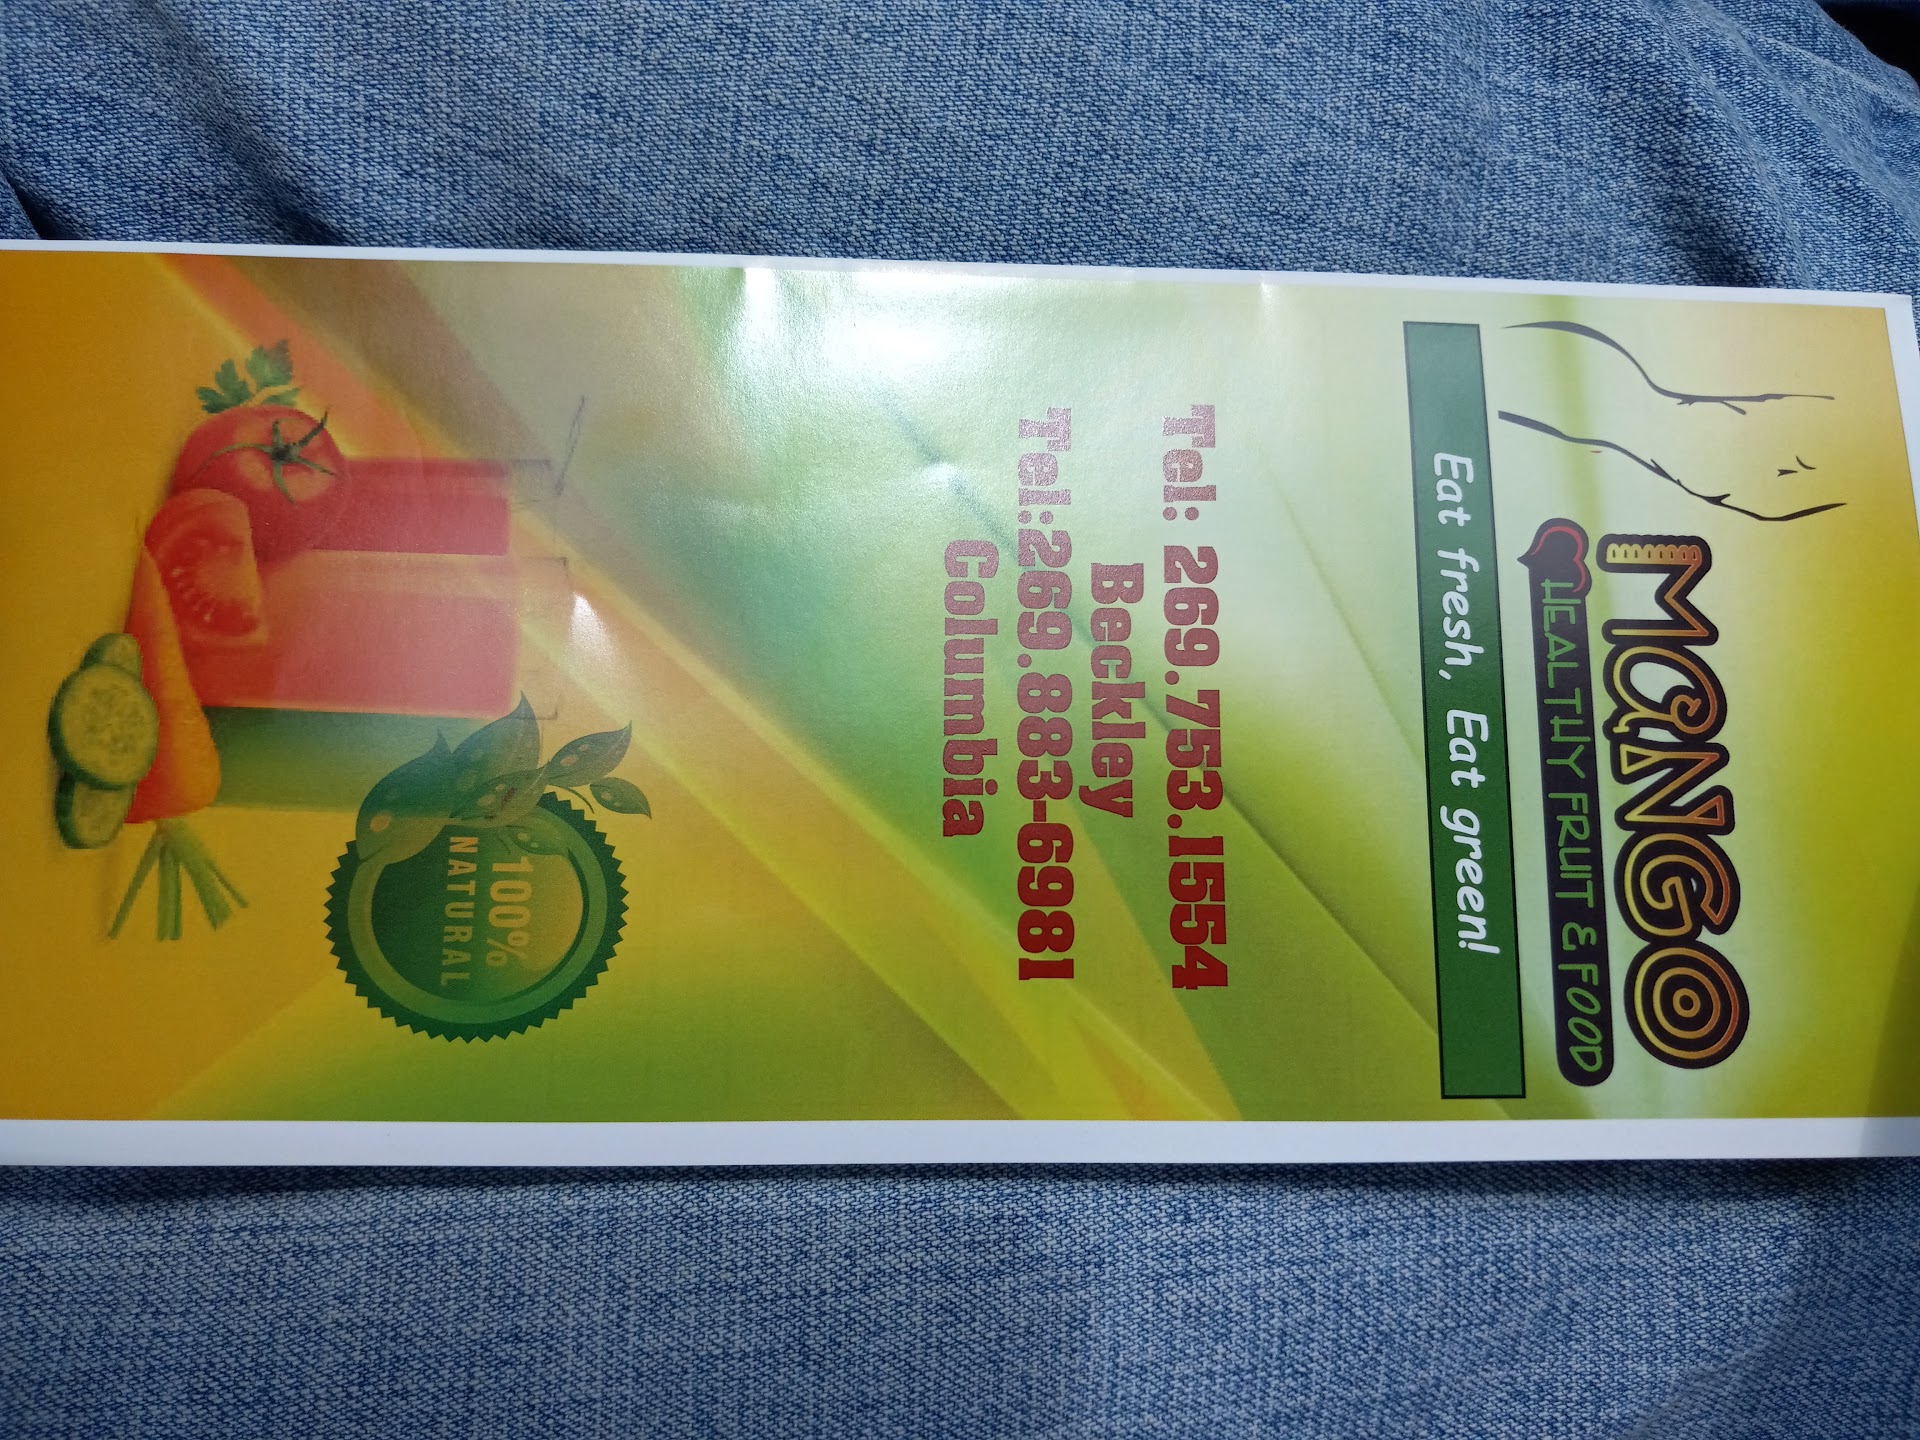 MANGO
HEALTHY FRUIT & FOOD
Eat fresh, Eat green!
Tel: 269.753.1554
Beckley
Tel:269.883-6981
Columbia
100%
NATURAL